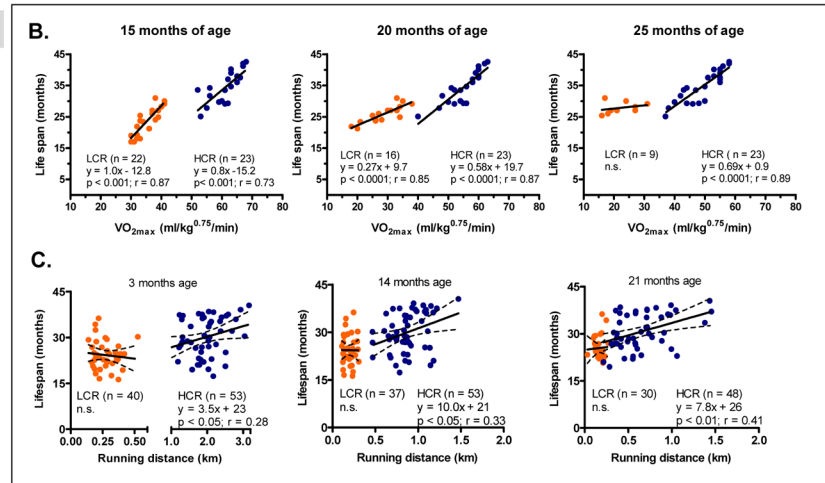 B.
15 months of age
20 months of age
25 months of age
Life span (months)
45
35
25
15
5
LCR (n = 22)
y = 1.0x - 12.8
p < 0.001; r = 0.87
HCR (n = 23)
y = 0.8x -15.2
p <0.001; r = 0.73
10 20 30 40 50 60 70 80
VO2max (ml/kg0.75/min)
Life span (months)
45
35
25
15
5
LCR (n = 16)
y = 0.27x + 9.7
p < 0.0001; r = 0.85
HCR (n = 23)
y = 0.58x + 19.7
p < 0.0001; r = 0.87
10 20 30 40 50 60 70 80
VO2max (ml/kg0.75/min)
Life span (months)
45
35
25
15
5
LCR (n = 9)
n.s.
HCR (n = 23)
y = 0.69x + 0.9
p < 0.0001; r = 0.89
10 20 30 40 50 60 70 80
VO2max (ml/kg0.75/min)
C.
3 months age
14 months age
21 months age
Lifespan (months)
45
30
15
0
LCR (n = 40)
n.s.
HCR (n = 53)
y = 3.5x + 23
p < 0.05; r = 0.28
0.00 0.25 0.50 1.0 1.5 2.0 2.5 3.0
Running distance (km)
Lifespan (months)
45
30
15
0
LCR (n = 37)
n.s.
HCR (n = 53)
y = 10.0x + 21
p < 0.05; r = 0.33
0.0 0.5 1.0 1.5 2.0
Running distance (km)
Lifespan (months)
45
30
15
0
LCR (n = 30)
n.s.
HCR (n = 48)
y = 7.8x + 26
p < 0.01; r = 0.41
0.0 0.5 1.0 1.5 2.0
Running distance (km)